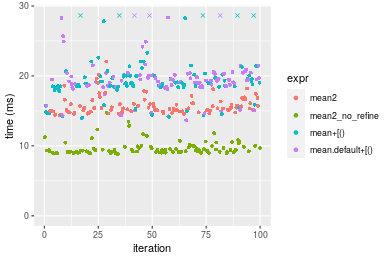 30
20
10
0
time (ms)
0
25
50
75
100
iteration
expr
mean2
mean2_no_refine
mean+[()
mean.default+[()